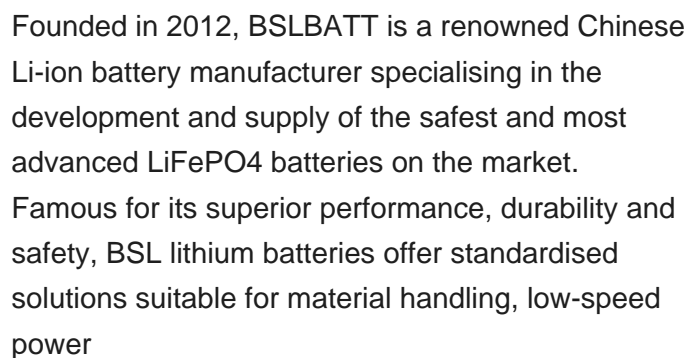 Founded in 2012, BSLBATT is a renowned Chinese
Li-ion battery manufacturer specialising in the
development and supply of the safest and most
advanced LiFePO4 batteries on the market.
Famous for its superior performance, durability and
safety, BSL lithium batteries offer standardised
solutions suitable for material handling, low-speed
power